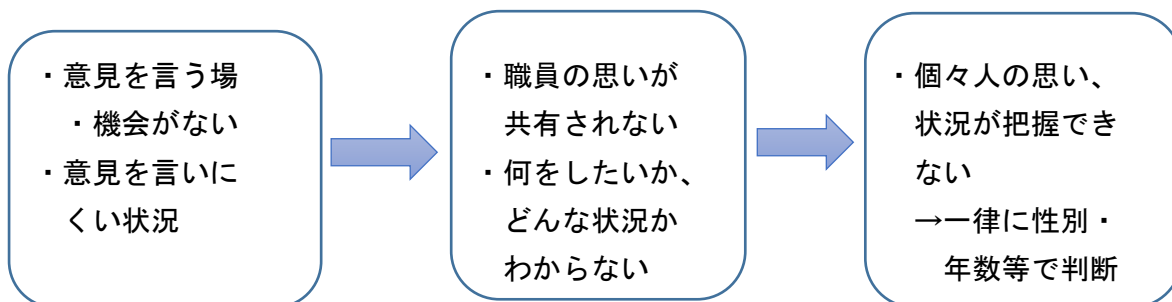 ・意見を言う場
・機会がない
・意見を言いに
くい状況
・職員の思いが
共有されない
・何をしたいか、
どんな状況か
わからない
・個々人の思い、
状況が把握でき
ない
→一律に性別・
年数等で判断